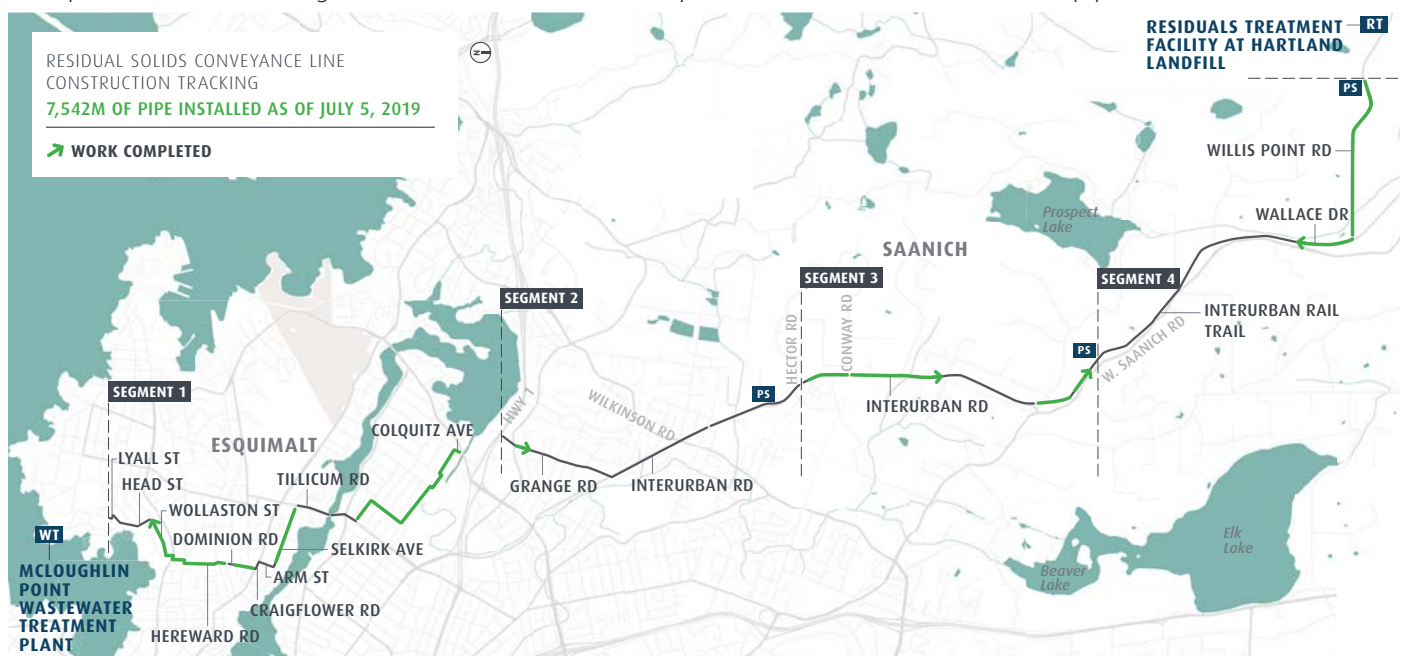 RESIDUAL SOLIDS CONVEYANCE LINE
CONSTRUCTION TRACKING
7,542M OF PIPE INSTALLED AS OF JULY 5, 2019
WORK COMPLETED
N
RESIDUALS TREATMENT
FACILITY AT HARTLAND
LANDFILL
RT
PS
WILLIS POINT RD
WALLACE DR
Prospect
Lake
SAANICH
SEGMENT 4
INTERURBAN RAIL
TRAIL
W. SAANICH RD
PS
SEGMENT 3
HECTOR RD
CONWAY RD
INTERURBAN RD
PS
SEGMENT 2
HWY 1
WILKINSON RD
GRANGE RD
INTERURBAN RD
Elk
Lake
Beaver
Lake
SEGMENT 1
ESQUIMALT
COLQUITZ AVE
LYALL ST
HEAD ST
TILLICUM RD
WOLLASTON ST
DOMINION RD
SELKIRK AVE
ARM ST
CRAIGFLOWER RD
HEREWARD RD
WT
MCLOUGHLIN
POINT
WASTEWATER
TREATMENT
PLANT